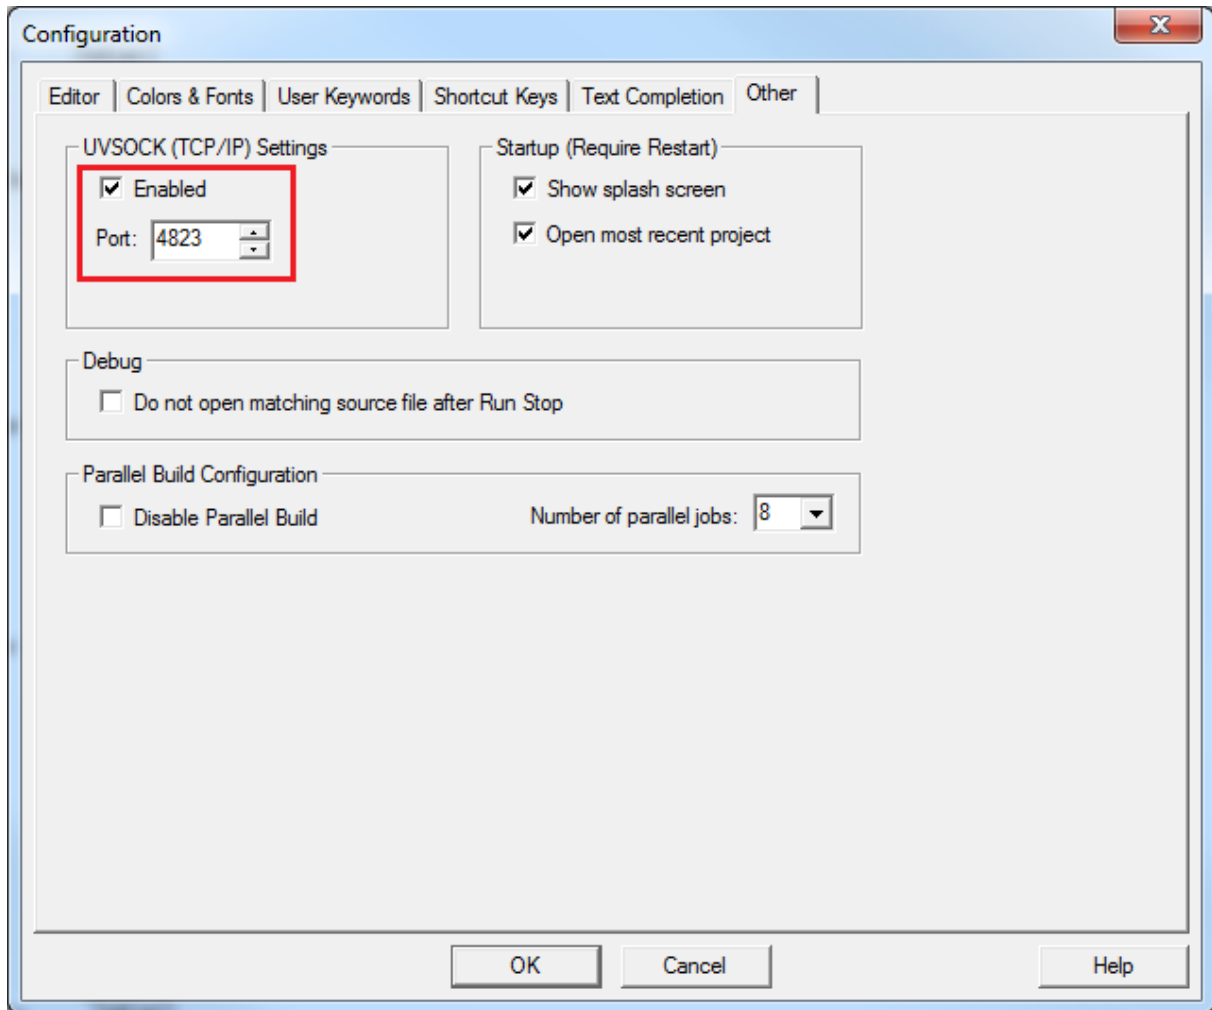 Configuration
Editor
Colors & Fonts
User Keywords
Shortcut Keys
Text Completion
Other
UVSOCK (TCP/IP) Settings
Enabled
Port: 4823
Startup (Require Restart)
Show splash screen
Open most recent project
Debug
Do not open matching source file after Run Stop
Parallel Build Configuration
Disable Parallel Build
Number of parallel jobs: 8
OK
Cancel
Help